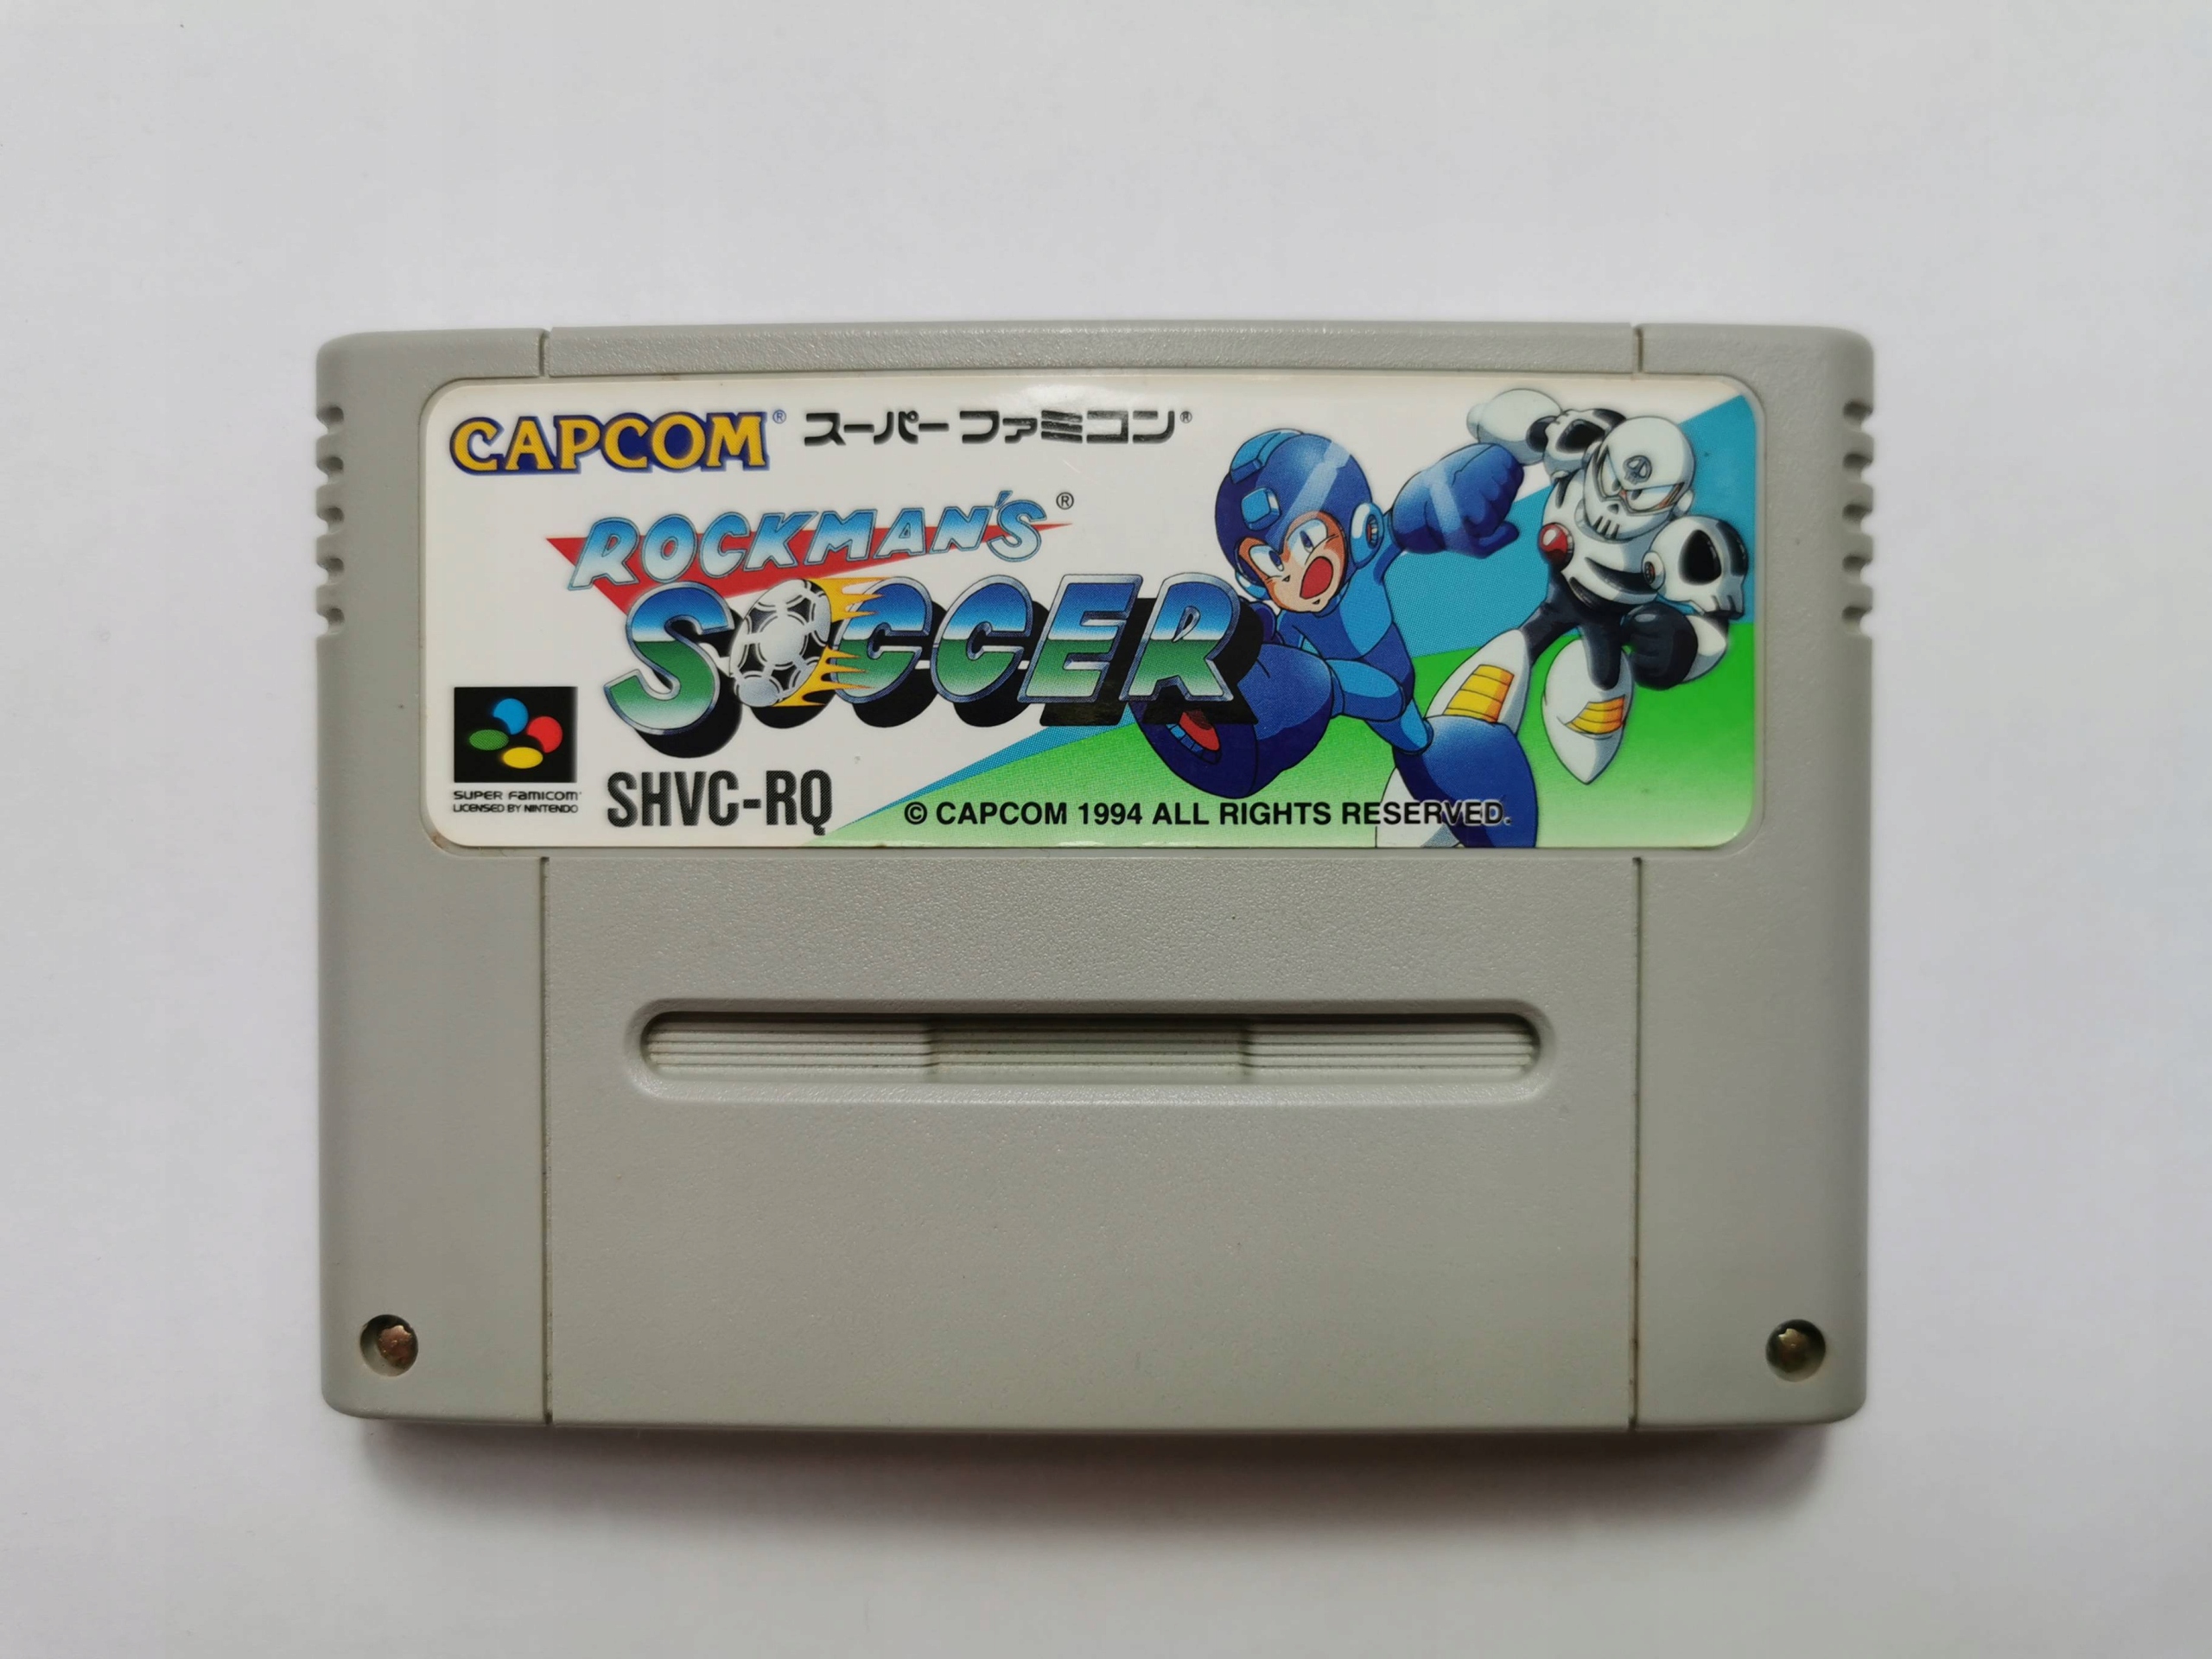 CAPCOM® スーパーファミコン®
ROCKMAN'S®
SOCCER
SUPER FAMICOM
LICENSED BY NINTENDO
SHVC-RQ
© CAPCOM 1994 ALL RIGHTS RESERVED.